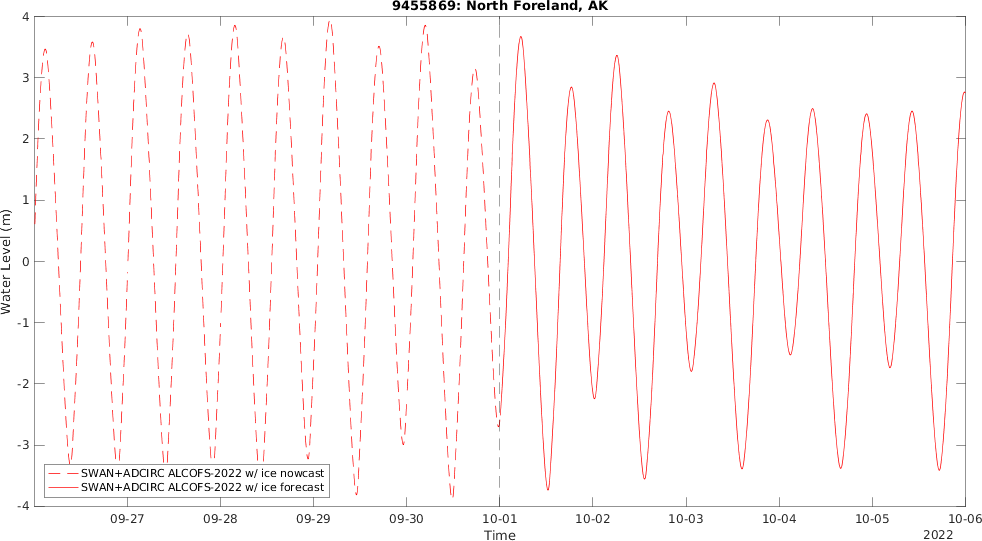 9455869: North Foreland, AK
Water Level (m)
4
3
2
1
0
-1
-2
-3
-4
SWAN+ADCIRC ALCOFS-2022 w/ ice nowcast
SWAN+ADCIRC ALCOFS-2022 w/ ice forecast
09-27 09-28 09-29 09-30 10-01 10-02 10-03 10-04 10-05 10-06
Time
2022